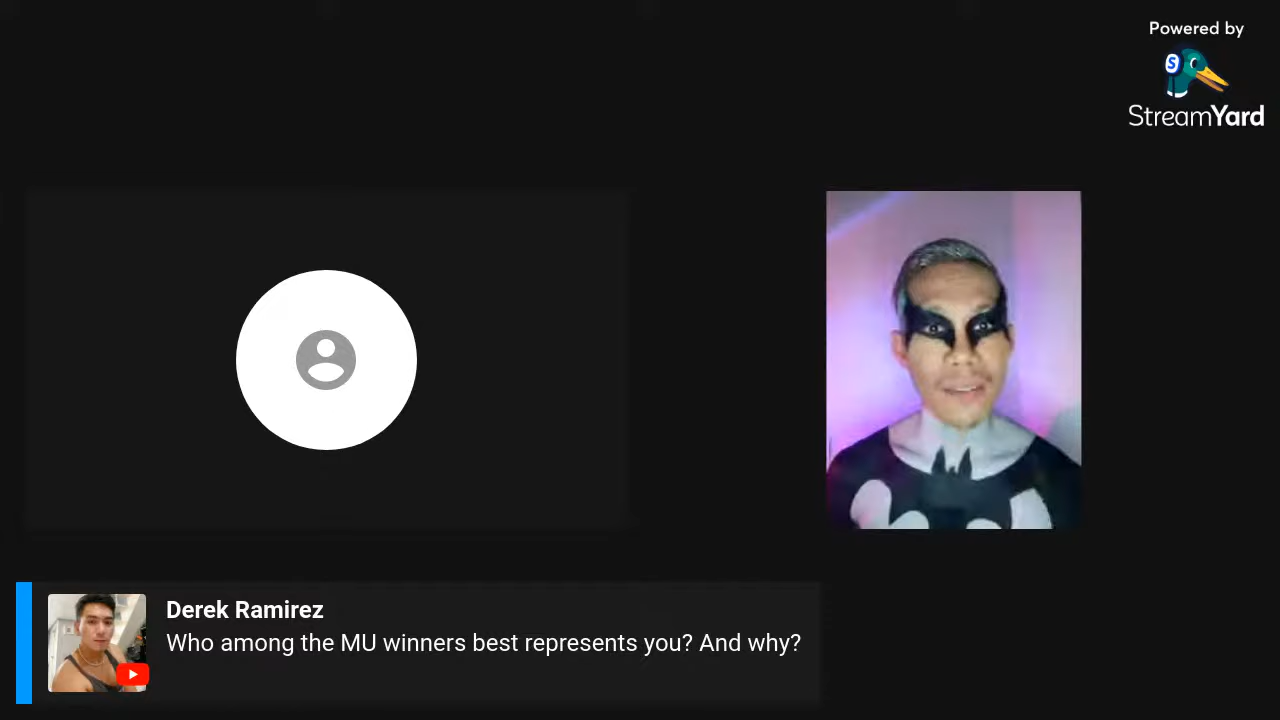 Powered by
S
StreamYard
Derek Ramirez
Who among the MU winners best represents you? And why?